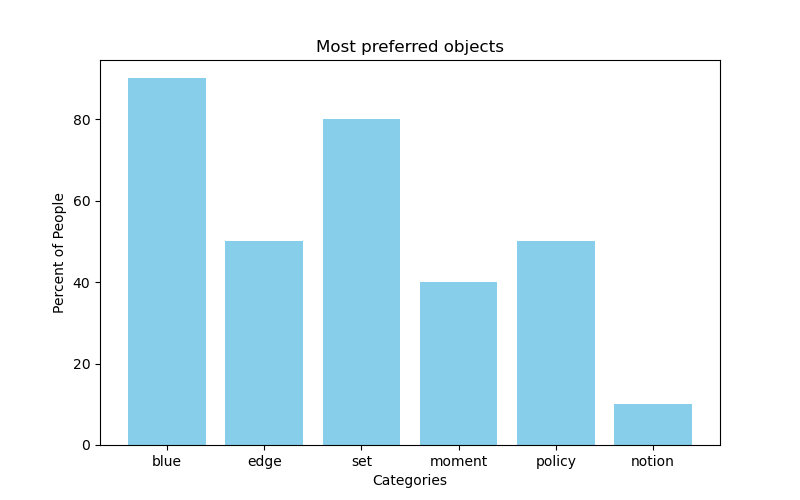 Most preferred objects
Percent of People
80
60
40
20
0
blue edge set moment policy notion
Categories